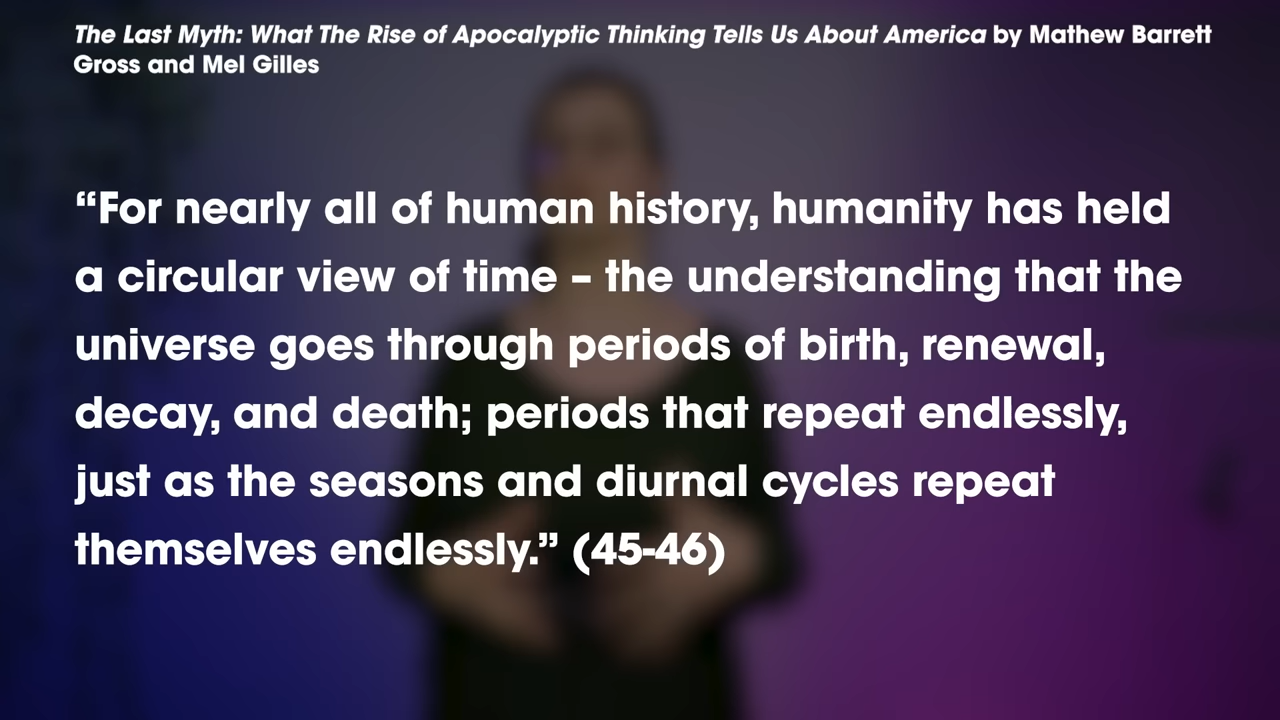 The Last Myth: What The Rise of Apocalyptic Thinking Tells Us About America by Mathew Barrett
Gross and Mel Gilles
“For nearly all of human history, humanity has held
a circular view of time – the understanding that the
universe goes through periods of birth, renewal,
decay, and death; periods that repeat endlessly,
just as the seasons and diurnal cycles repeat
themselves endlessly.” (45-46)